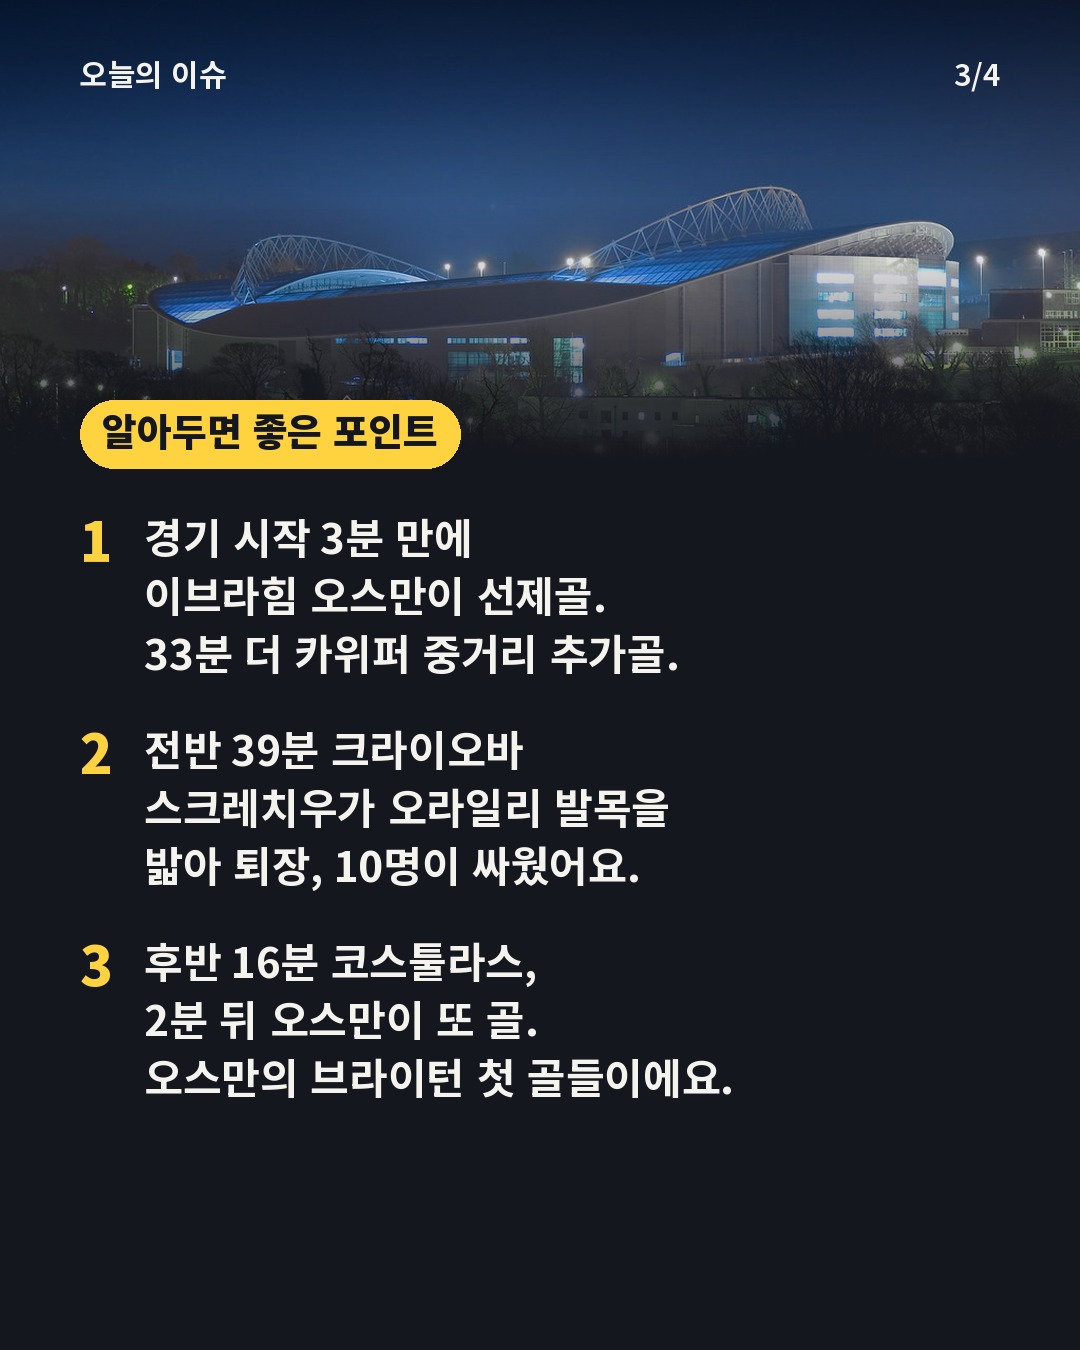 오늘의 이슈
3/4
알아두면 좋은 포인트
1 경기 시작 3분 만에
이브라힘 오스만이 선제골.
33분 더 카위퍼 중거리 추가골.
2 전반 39분 크라이오바
스크레치우가 오라일리 발목을
밟아 퇴장, 10명이 싸웠어요.
3 후반 16분 코스툴라스,
2분 뒤 오스만이 또 골.
오스만의 브라이턴 첫 골들이에요.